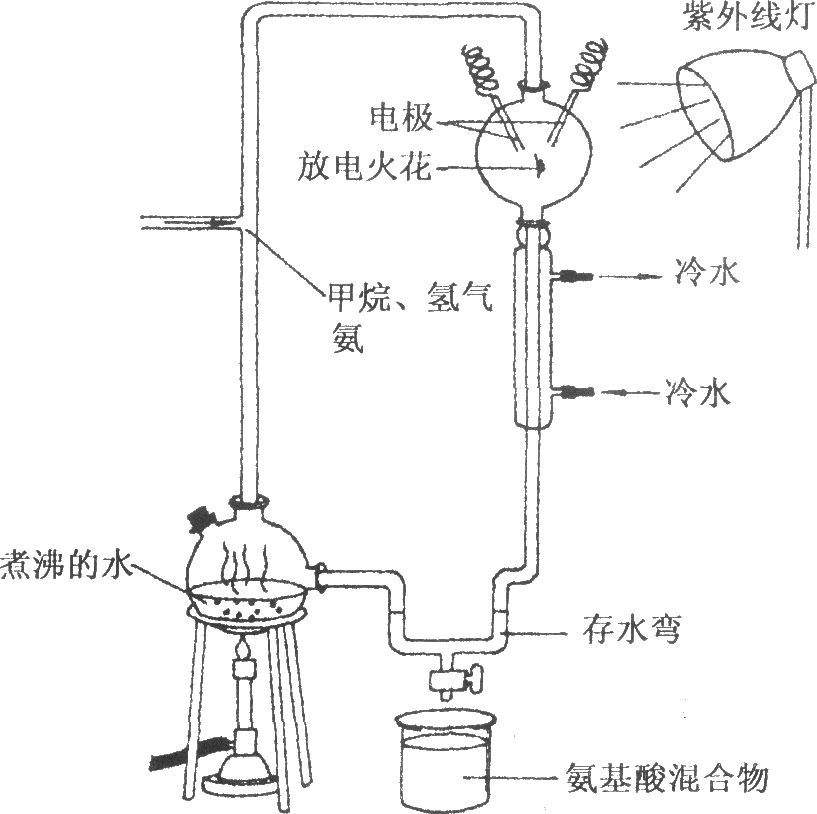 紫外线灯
电极
放电火花
冷水
甲烷、氢气
氨
冷水
煮沸的水
存水弯
氨基酸混合物